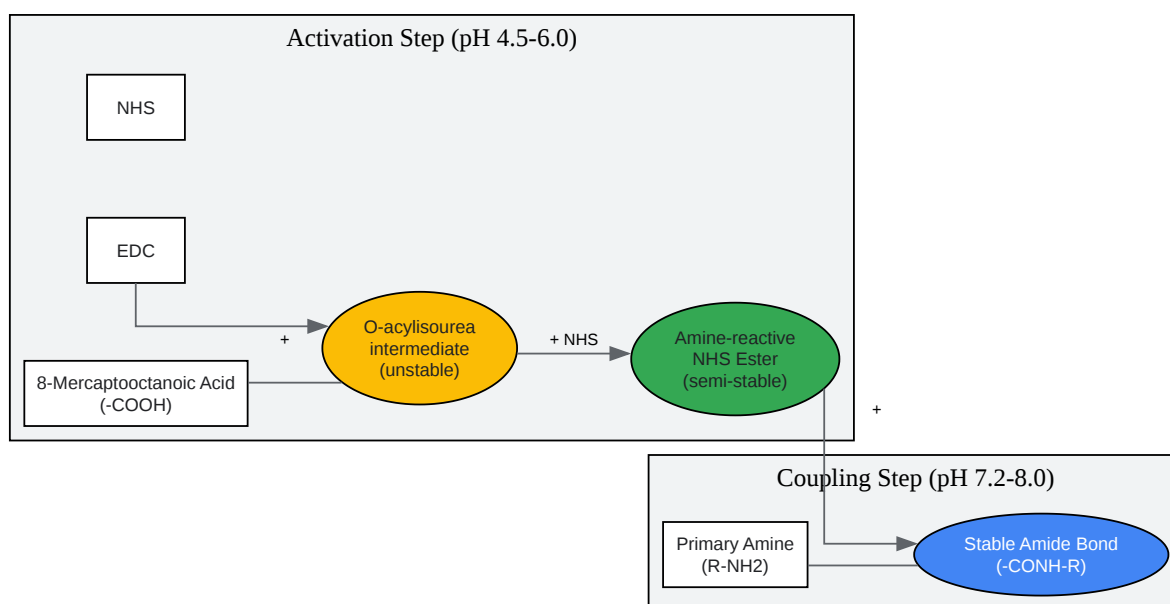 Activation Step (pH 4.5-6.0)
NHS
EDC
+
O-acylisourea
intermediate
(unstable)
+ NHS
Amine-reactive
NHS Ester
(semi-stable)
8-Mercaptooctanoic Acid
(-COOH)
+
Coupling Step (pH 7.2-8.0)
Primary Amine
(R-NH2)
Stable Amide Bond
(-CONH-R)